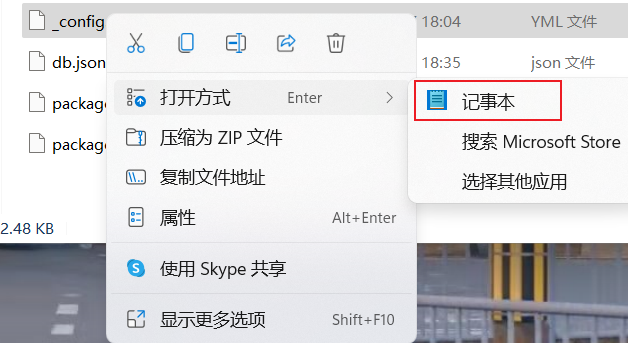 _config 18:04 YML 文件
db.json 18:35 json 文件
打开方式 Enter
记事本
package
压缩为 ZIP 文件
搜索 Microsoft Store
package
复制文件地址
选择其他应用
2.48 KB
属性 Alt+Enter
使用 Skype 共享
显示更多选项 Shift+F10